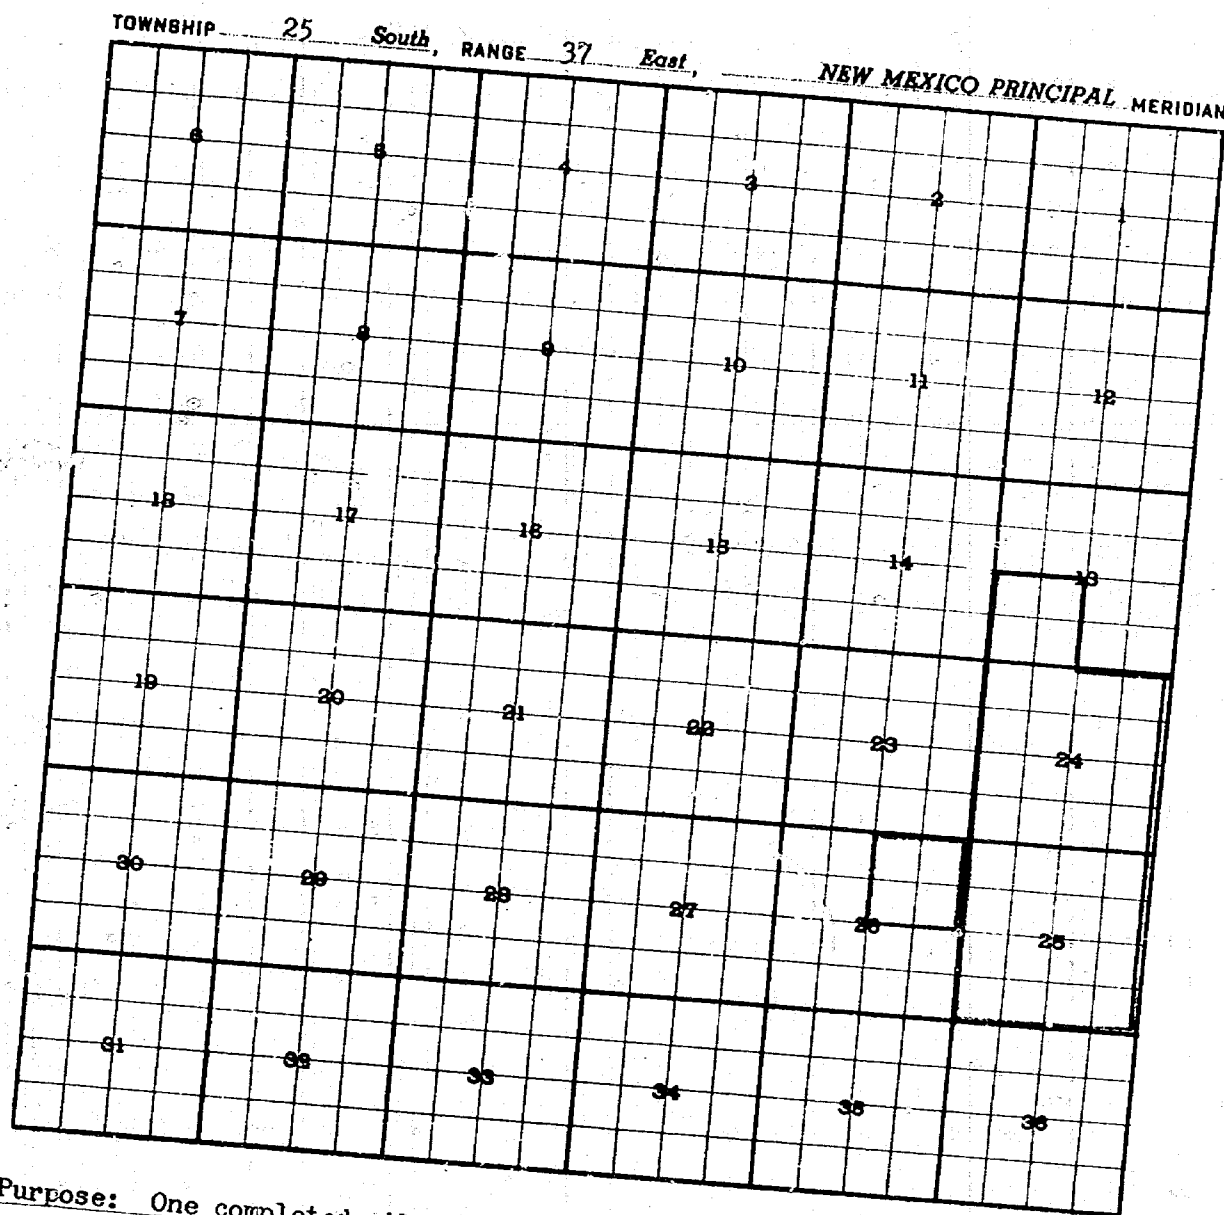 TOWNSHIP 25 South, RANGE 37 East, NEW MEXICO PRINCIPAL MERIDIAN
6 5 4 3 2 1
7 8 9 10 11 12
18 17 16 15 14 13
19 20 21 22 23 24
30 29 28 27 26 25
31 32 33 34 35 36
Purpose: One completed